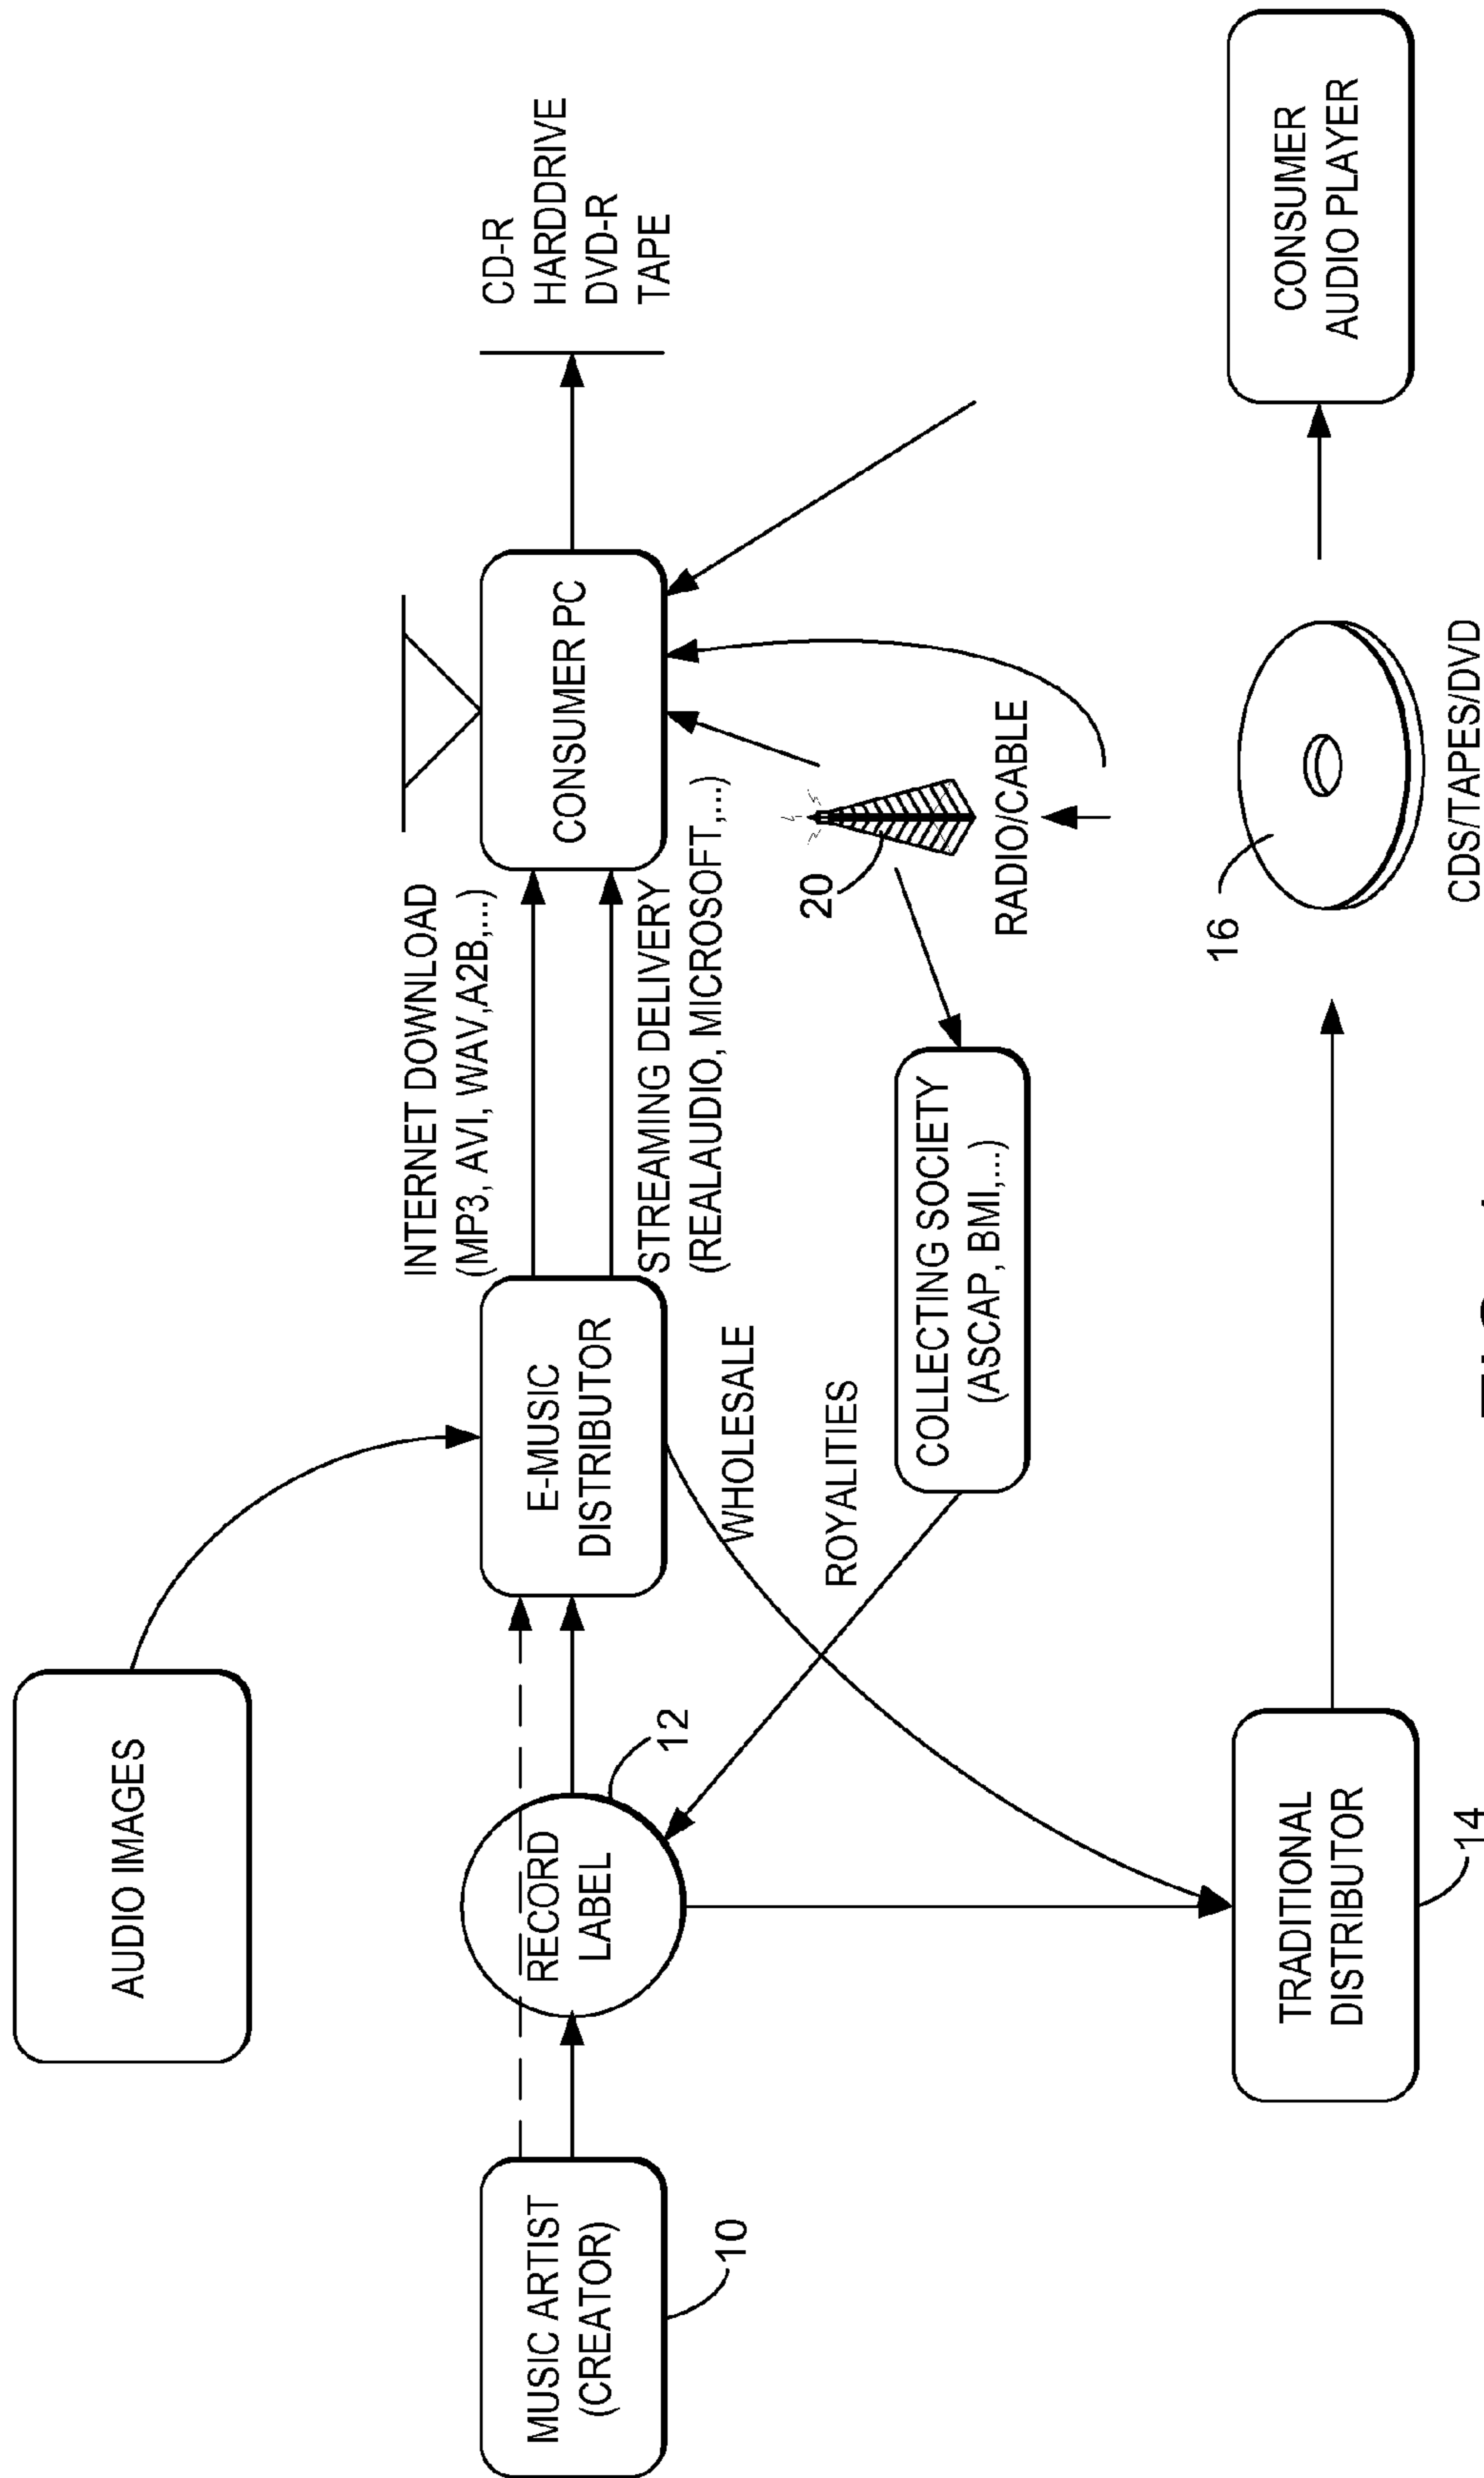 AUDIO IMAGES
MUSIC ARTIST
(CREATOR)
10
RECORD
LABEL
12
E-MUSIC
DISTRIBUTOR
INTERNET DOWNLOAD
(MP3, AVI, WAV,A2B,...)
STREAMING DELIVERY
(REALAUDIO, MICROSOFT,...)
CONSUMER PC
CD-R
HARDDRIVE
DVD-R
TAPE
WHOLESALE
ROYALITIES
COLLECTING SOCIETY
(ASCAP, BMI,...)
20
RADIO/CABLE
TRADITIONAL
DISTRIBUTOR
14
16
CDS/TAPES/DVD
CONSUMER
AUDIO PLAYER